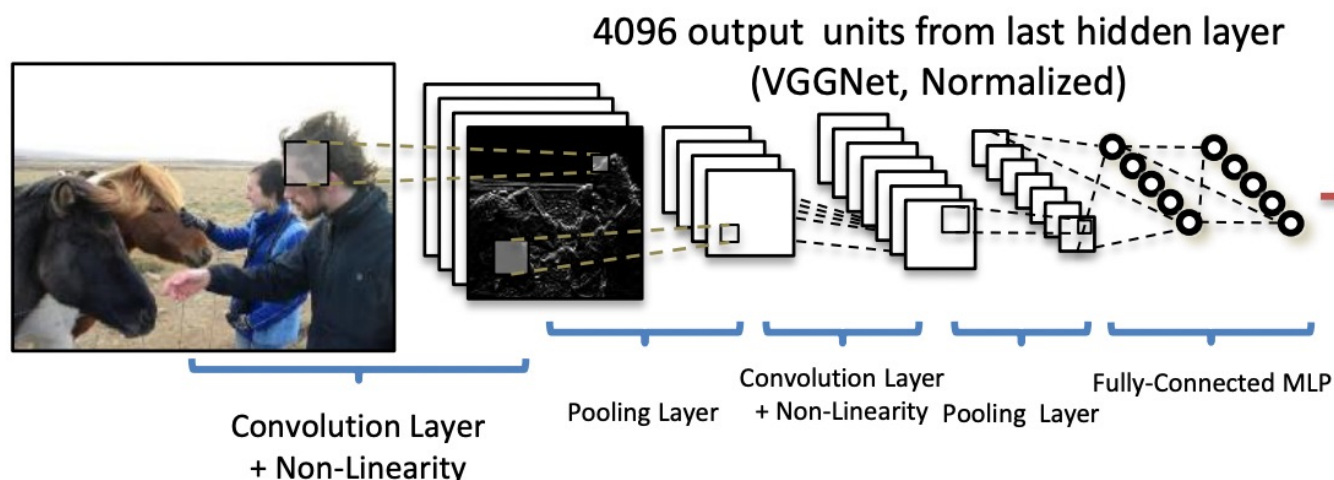 4096 output units from last hidden layer
(VGGNet, Normalized)
Convolution Layer
+ Non-Linearity
Pooling Layer
Convolution Layer
+ Non-Linearity
Pooling Layer
Fully-Connected MLP